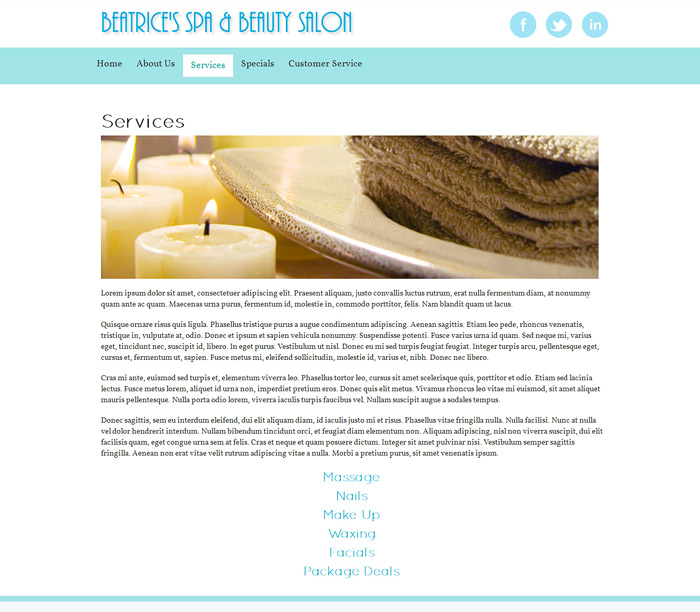 BEATRICE'S SPA & BEAUTY SALON
f in
Home About Us Services Specials Customer Service
Services
Lorem ipsum dolor sit amet, consectetuer adipiscing elit. Praesent aliquam, justo convallis luctus rutrum, erat nulla fermentum diam, at nonummy
quam ante ac quam. Maecenas urna purus, fermentum id, molestie in, commodo porttitor, felis. Nam blandit quam ut lacus.
Quisque ornare risus quis ligula. Phasellus tristique purus a augue condimentum adipiscing. Aenean sagittis. Etiam leo pede, rhoncus venenatis,
tristique in, vulputate at, odio. Donec et ipsum et sapien vehicula nonummy. Suspendisse potenti. Fusce varius urna id quam. Sed neque mi, varius
eget, tincidunt nec, suscipit id, libero. In eget purus. Vestibulum ut nisl. Donec eu mi sed turpis feugiat feugiat. Integer turpis arcu, pellentesque eget,
cursus et, fermentum ut, sapien. Fusce metus mi, eleifend sollicitudin, molestie id, varius et, nibh. Donec nec libero.
Cras mi ante, euismod sed turpis et, elementum viverra leo. Phasellus tortor leo, cursus sit amet scelerisque quis, porttitor et odio. Etiam sed lacinia
lectus. Fusce metus lorem, aliquet id urna non, imperdiet pretium eros. Donec quis elit metus. Vivamus rhoncus leo vitae mi euismod, sit amet aliquet
mauris pellentesque. Nulla porta odio lorem, viverra iaculis turpis faucibus vel. Nullam suscipit augue a sodales tempus.
Donec sagittis, sem eu interdum eleifend, dui elit aliquam diam, id iaculis justo mi et risus. Phasellus vitae fringilla nulla. Nulla facilisi. Nunc at nulla
vel dolor hendrerit interdum. Nullam bibendum tincidunt orci, et feugiat diam elementum non. Aliquam adipiscing, nisl non viverra suscipit, dui elit
facilisis quam, eget congue urna sem at felis. Cras et neque et quam posuere dictum. Integer sit amet pulvinar nisi. Vestibulum semper sagittis
fringilla. Aenean non erat vitae velit rutrum adipiscing vitae a nulla. Morbi a pretium purus, sit amet venenatis ipsum.
Massage
Nails
Make Up
Waxing
Facials
Package Deals